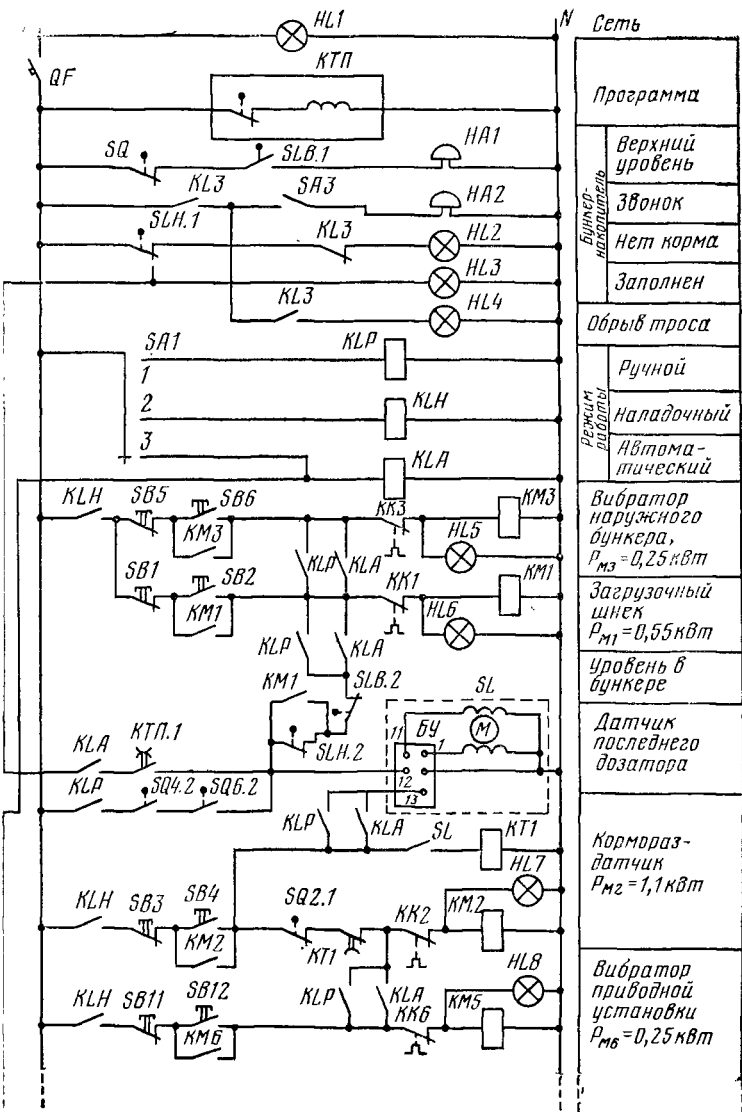 HL1
N
Сеть
QF
КТП
Программа
SQ
SLB.1
HA1
Верхний
уровень
KL3
SA3
HA2
Звонок
SLH.1
KL3
HL2
Нет корма
HL3
Заполнен
Бункер-
накопитель
KL3
HL4
Обрыв троса
SA1
KLP
1
Ручной
2
KLH
Наладочный
3
KLA
Автома-
тический
Режим
работы
KLH
SB5
SB6
KK3
KM3
KM3
HL5
Вибратор
наружного
бункера,
Pм3=0,25кВт
KLP
KLA
SB1
SB2
KK1
KM1
KM1
HL6
Загрузочный
шнек
Pм1=0,55кВт
KLP
KLA
Уровень в
бункере
KM1
SLB.2
SL
SLH.2
11
БУ
1
M
12
13
Датчик
последнего
дозатора
KLA
КТП.1
KLP
SQ4.2
SQ6.2
KLP
KLA
SL
KT1
HL7
Кормораз-
датчик
Pм2=1,1кВт
KLH
SB3
SB4
KM2
SQ2.1
KT1
KK2
KM.2
HL8
KLH
SB11
SB12
KM6
KLP
KLA
KK6
KM5
Вибратор
приводной
установки
Pм6=0,25кВт